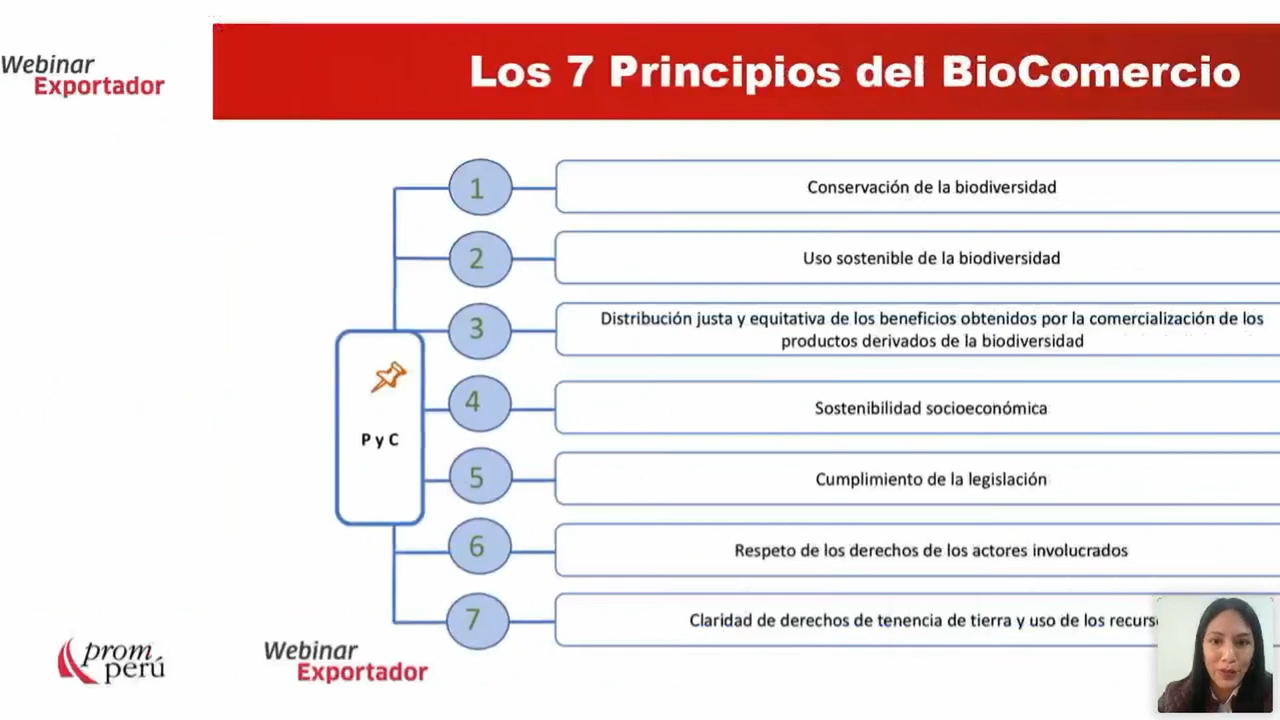 Webinar
Exportador
Los 7 Principios del BioComercio
1
Conservación de la biodiversidad
2
Uso sostenible de la biodiversidad
3
Distribución justa y equitativa de los beneficios obtenidos por la comercialización de los
productos derivados de la biodiversidad
4
Sostenibilidad socioeconómica
P y C
5
Cumplimiento de la legislación
6
Respeto de los derechos de los actores involucrados
7
Claridad de derechos de tenencia de tierra y uso de los
prom
perú
Webinar
Exportador